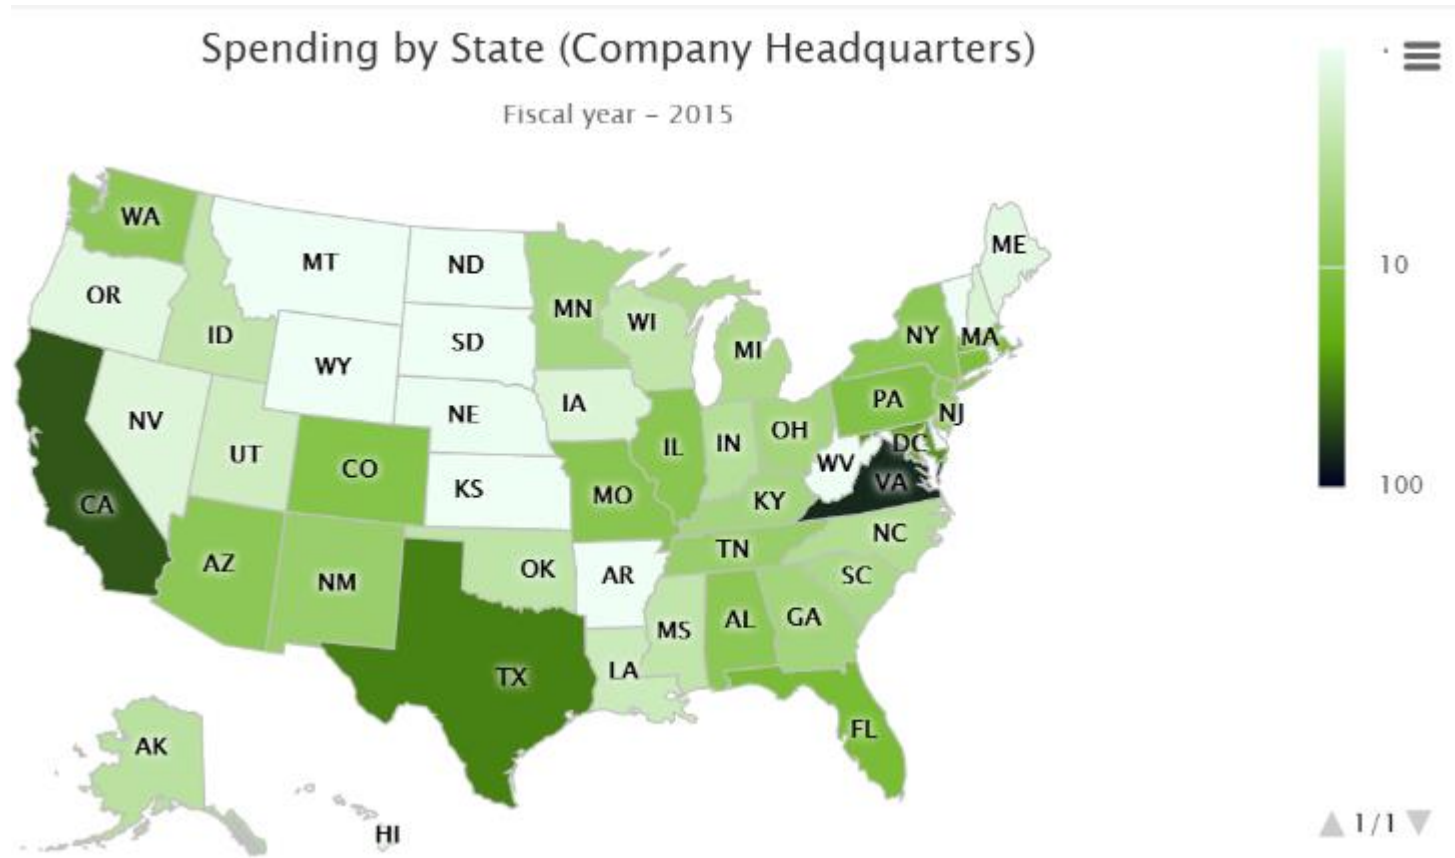 Spending by State (Company Headquarters)
Fiscal year - 2015
WA
MT
ND
ME
OR
MN
ID
WI
NY
MA
SD
MI
WY
PA
IA
NE
NJ
NV
OH
IN
DC
IL
UT
WV
CO
VA
KS
MO
KY
CA
NC
TN
AZ
OK
SC
AR
NM
GA
AL
MS
LA
TX
FL
AK
HI
10
100
1/1